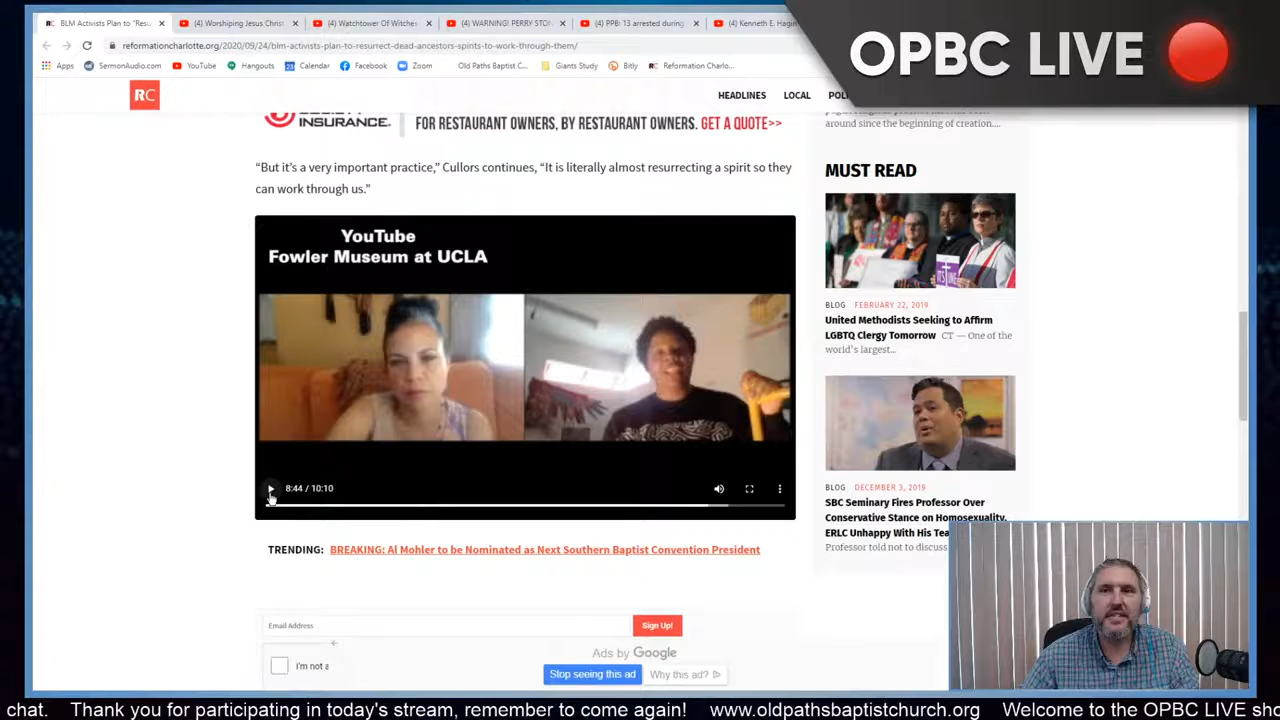 BLM Activists Plan to "Resu
(4) Worshiping Jesus Christ
(4) Watchtower Of Witches
(4) WARNING! PERRY STON
(4) PPB: 13 arrested during
(4) Kenneth E. Hagin
OPBC LIVE
reformationcharlotte.org/2020/09/24/blm-activists-plan-to-resurrect-dead-ancestors-spirits-to-work-through-them/
Apps
SermonAudio.com
YouTube
Hangouts
Calendar
Facebook
Zoom
Old Paths Baptist C...
Giants Study
Bitly
Reformation Charlo...
RC
HEADLINES LOCAL
INSURANCE.
FOR RESTAURANT OWNERS, BY RESTAURANT OWNERS. GET A QUOTE>>
around since the beginning of creation....
“But it’s a very important practice,” Cullors continues, “It is literally almost resurrecting a spirit so they
can work through us.”
MUST READ
YouTube
Fowler Museum at UCLA
BLOG FEBRUARY 22, 2019
United Methodists Seeking to Affirm
LGBTQ Clergy Tomorrow CT — One of the
world’s largest...
8:44 / 10:10
BLOG DECEMBER 3, 2019
SBC Seminary Fires Professor Over
Conservative Stance on Homosexuality,
ERLC Unhappy With His Tea
Professor told not to discuss
TRENDING: BREAKING: Al Mohler to be Nominated as Next Southern Baptist Convention President
Email Address
Sign Up!
I'm not a
Ads by Google
Stop seeing this ad
Why this ad?
chat. Thank you for participating in today's stream, remember to come again! www.oldpathsbaptistchurch.org Welcome to the OPBC LIVE sho